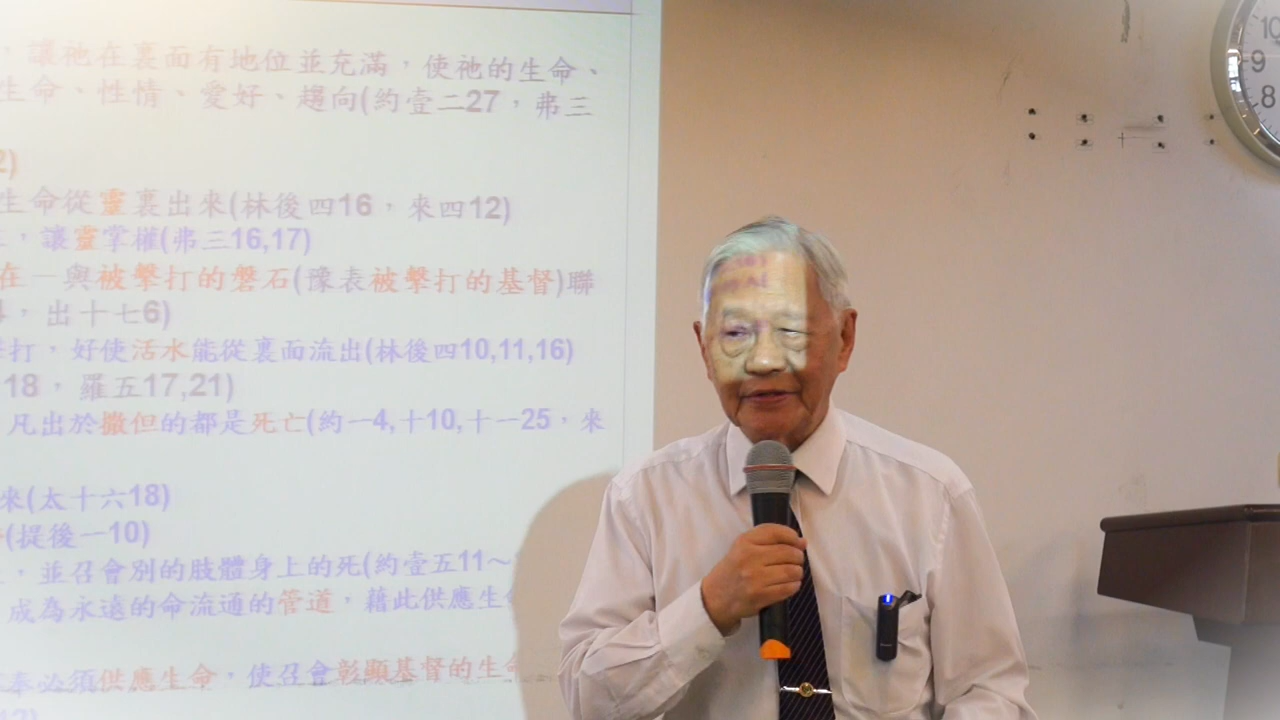 ，讓祂在裏面有地位並充滿，使祂的生命、
生命、性情、愛好、趨向(約壹二27，弗三
2)
生命從靈裏出來(林後四16，來四12)
，讓靈掌權(弗三16,17)
在—與被擊打的磐石(豫表被擊打的基督)聯
，出十七6)
打，好使活水能從裏面流出(林後四10,11,16)
18，羅五17,21)
凡出於撒但的都是死亡(約一4,十10,十一25，來
來(太十六18)
(提後一10)
，並召會別的肢體身上的死(約壹五11～
成為永遠的命流通的管道，藉此供應生
奉必須供應生命，使召會彰顯基督的生命
10
9
8